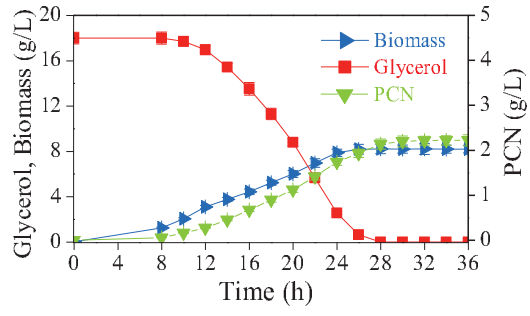 Glycerol, Biomass (g/L)
20
16
12
8
4
0
Biomass
Glycerol
PCN
5
4
3
2
1
0
PCN (g/L)
0 4 8 12 16 20 24 28 32 36
Time (h)